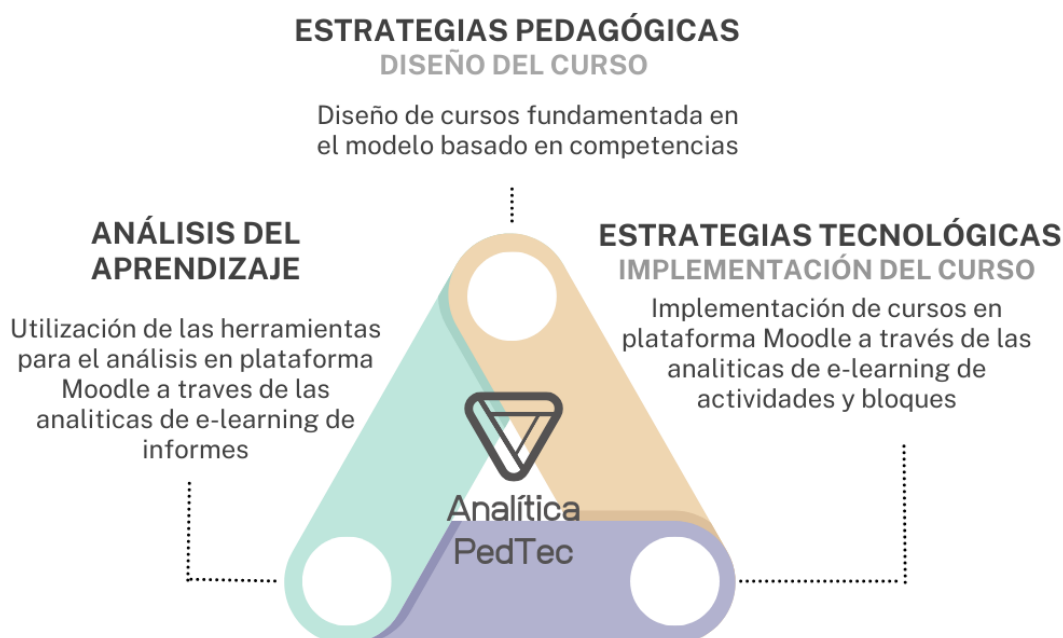 ESTRATEGIAS PEDAGÓGICAS
DISEÑO DEL CURSO
Diseño de cursos fundamentada en
el modelo basado en competencias
ANÁLISIS DEL
APRENDIZAJE
Utilización de las herramientas
para el análisis en plataforma
Moodle a traves de las
analiticas de e-learning de
informes
ESTRATEGIAS TECNOLÓGICAS
IMPLEMENTACIÓN DEL CURSO
Implementación de cursos en
plataforma Moodle a través de las
analiticas de e-learning de
actividades y bloques
Analítica
PedTec